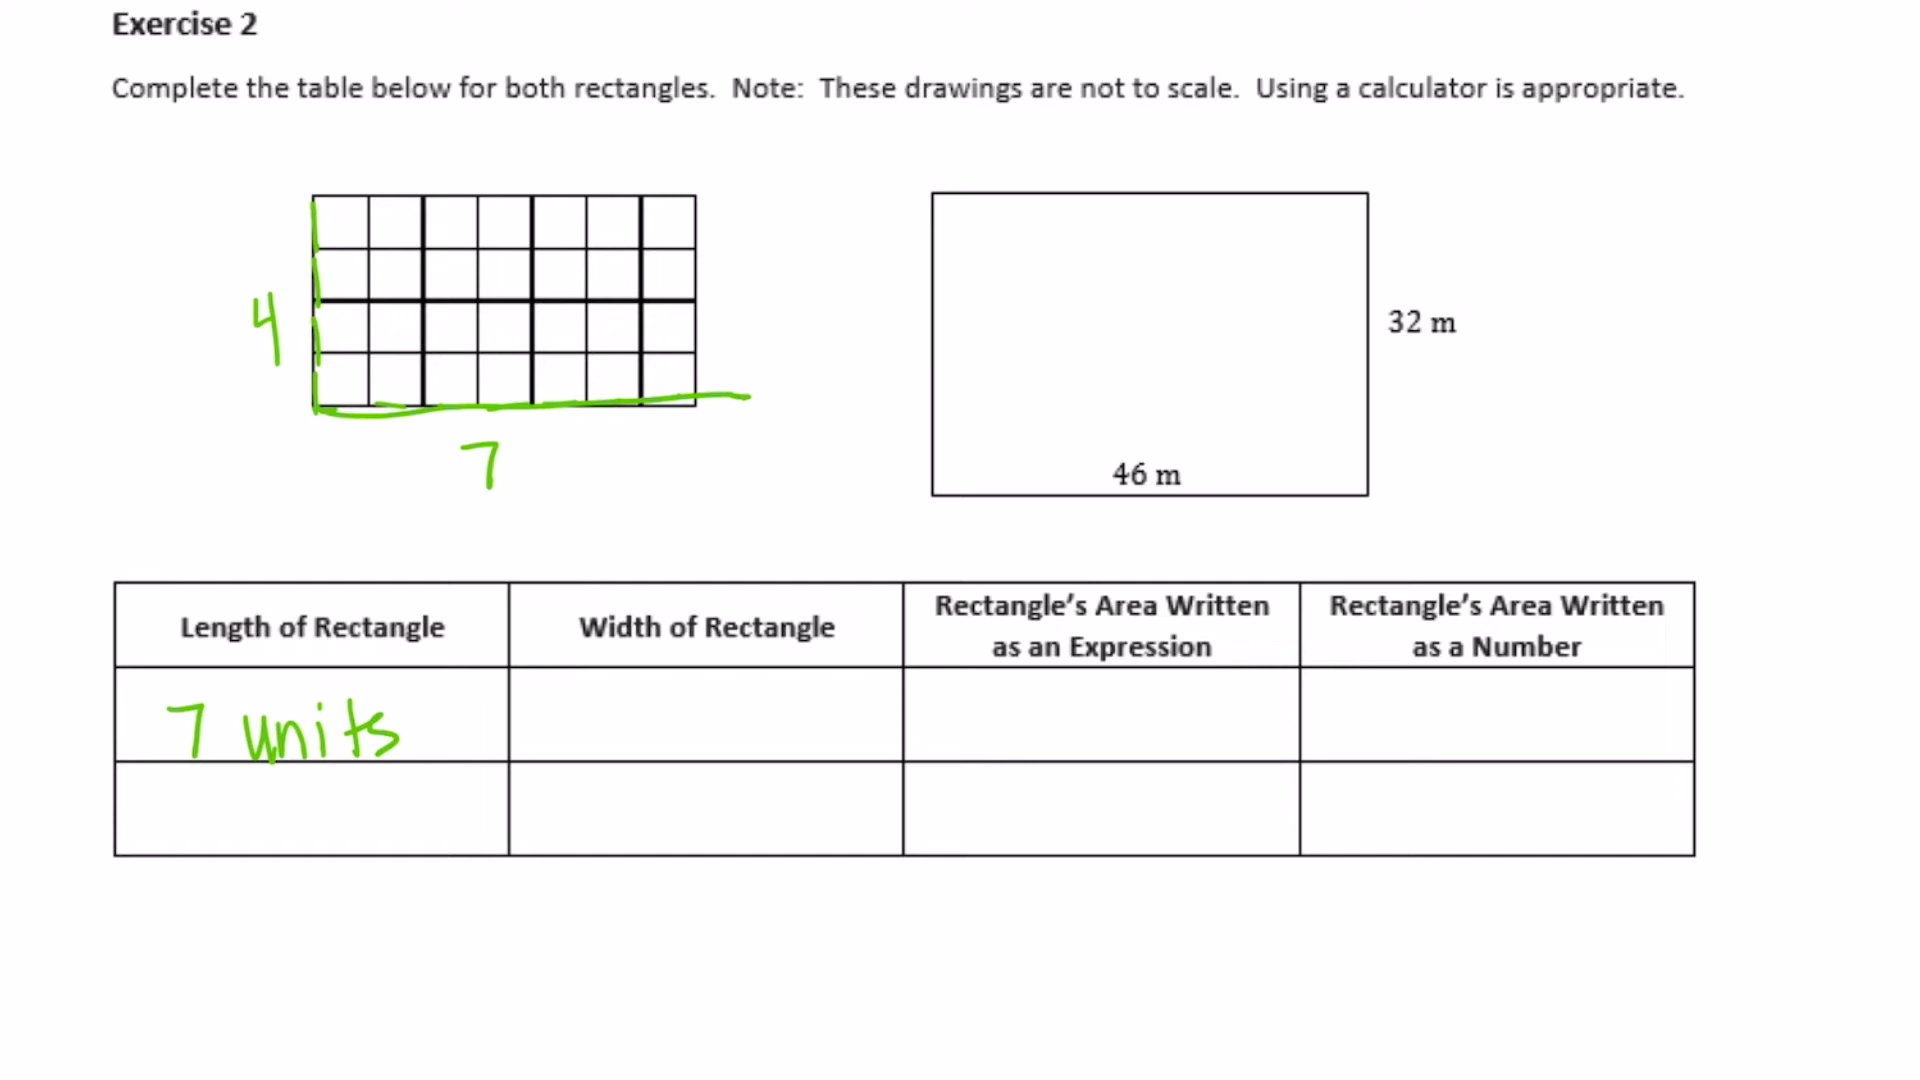 Exercise 2
Complete the table below for both rectangles. Note: These drawings are not to scale. Using a calculator is appropriate.
4
7
32 m
46 m
Length of Rectangle
Width of Rectangle
Rectangle's Area Written
as an Expression
Rectangle's Area Written
as a Number
7 units